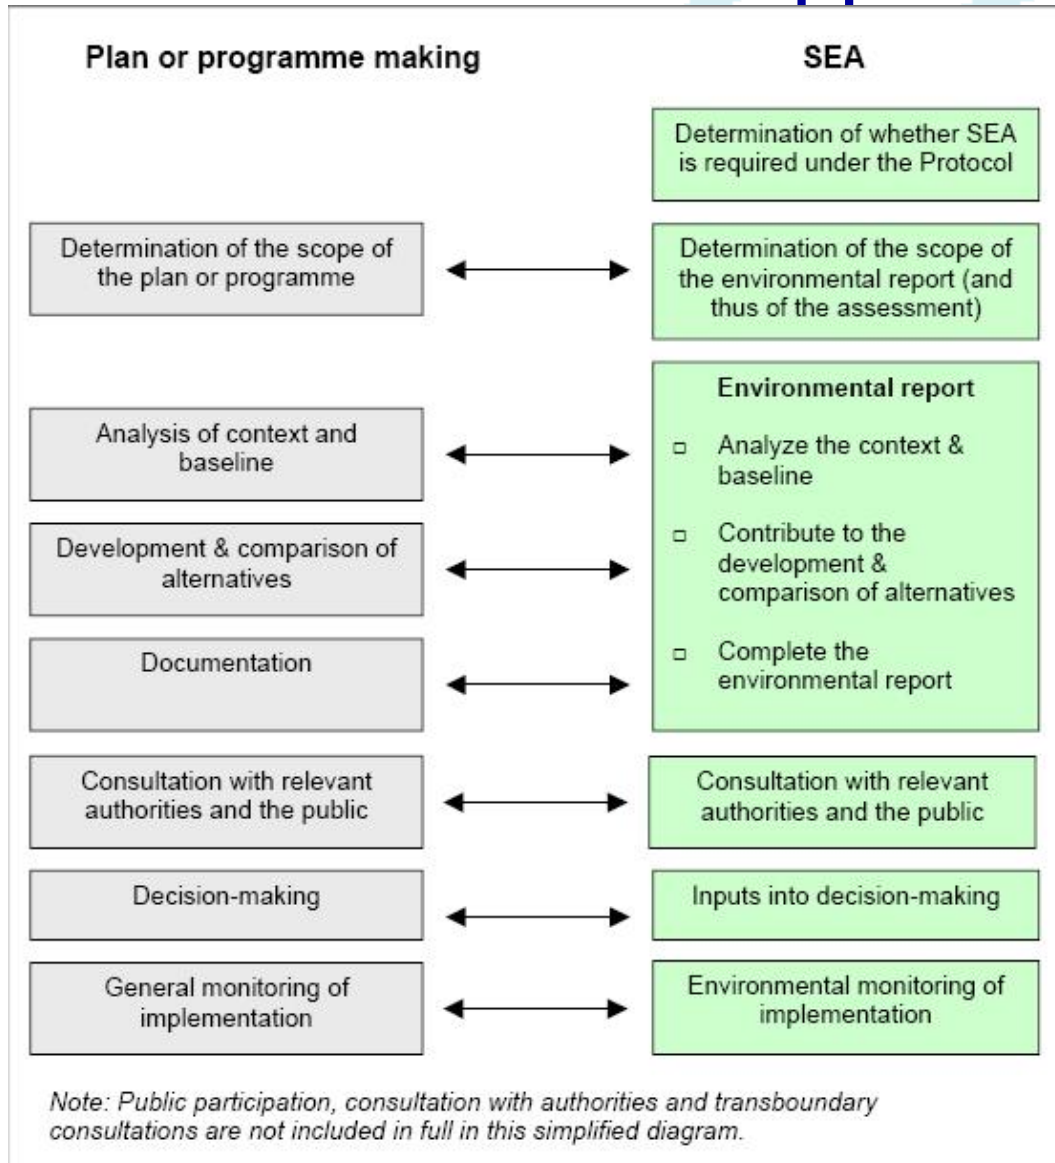 Plan or programme making
SEA
Determination of whether SEA
is required under the Protocol
Determination of the scope of
the plan or programme
Determination of the scope of
the environmental report (and
thus of the assessment)
Environmental report
Analysis of context and
baseline
□ Analyze the context &
baseline
Development & comparison of
alternatives
□ Contribute to the
development &
comparison of alternatives
Documentation
□ Complete the
environmental report
Consultation with relevant
authorities and the public
Consultation with relevant
authorities and the public
Decision-making
Inputs into decision-making
General monitoring of
implementation
Environmental monitoring of
implementation
Note: Public participation, consultation with authorities and transboundary
consultations are not included in full in this simplified diagram.